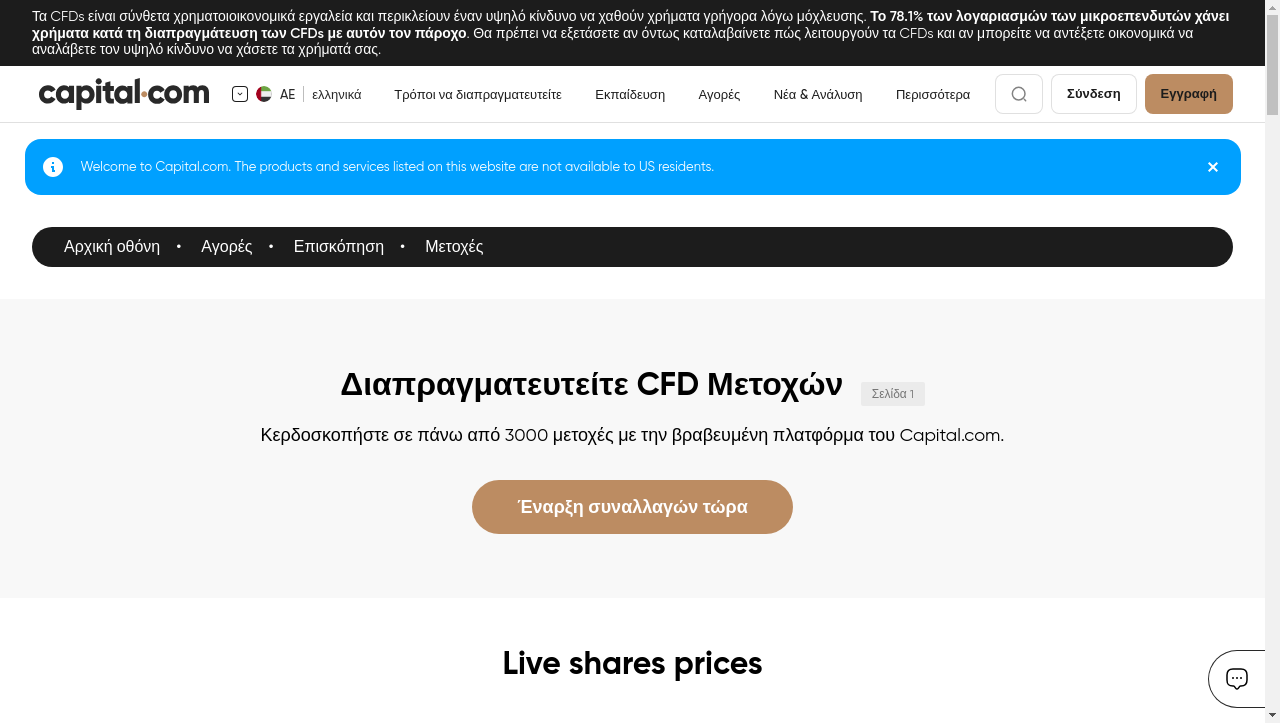 Τα CFDs είναι σύνθετα χρηματοιοικονομικά εργαλεία και περικλείουν έναν υψηλό κίνδυνο να χαθούν χρήματα γρήγορα λόγω μόχλευσης. Το 78.1% των λογαριασμών των μικροεπενδυτών χάνει
χρήματα κατά τη διαπραγμάτευση των CFDs με αυτόν τον πάροχο. Θα πρέπει να εξετάσετε αν όντως καταλαβαίνετε πώς λειτουργούν τα CFDs και αν μπορείτε να αντέξετε οικονομικά να
αναλάβετε τον υψηλό κίνδυνο να χάσετε τα χρήματά σας.
capital.com AE ελληνικά Τρόποι να διαπραγματευτείτε Εκπαίδευση Αγορές Νέα & Ανάλυση Περισσότερα Σύνδεση Εγγραφή
Welcome to Capital.com. The products and services listed on this website are not available to US residents.
Αρχική οθόνη • Αγορές • Επισκόπηση • Μετοχές
Διαπραγματευτείτε CFD Μετοχών Σελίδα 1
Κερδοσκοπήστε σε πάνω από 3000 μετοχές με την βραβευμένη πλατφόρμα του Capital.com.
Έναρξη συναλλαγών τώρα
Live shares prices